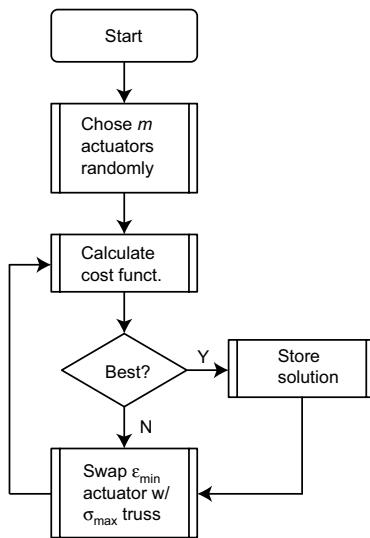 Start
Chose m
actuators
randomly
Calculate
cost funct.
Best?
Y
Store
solution
N
Swap εmin
actuator w/
σmax truss